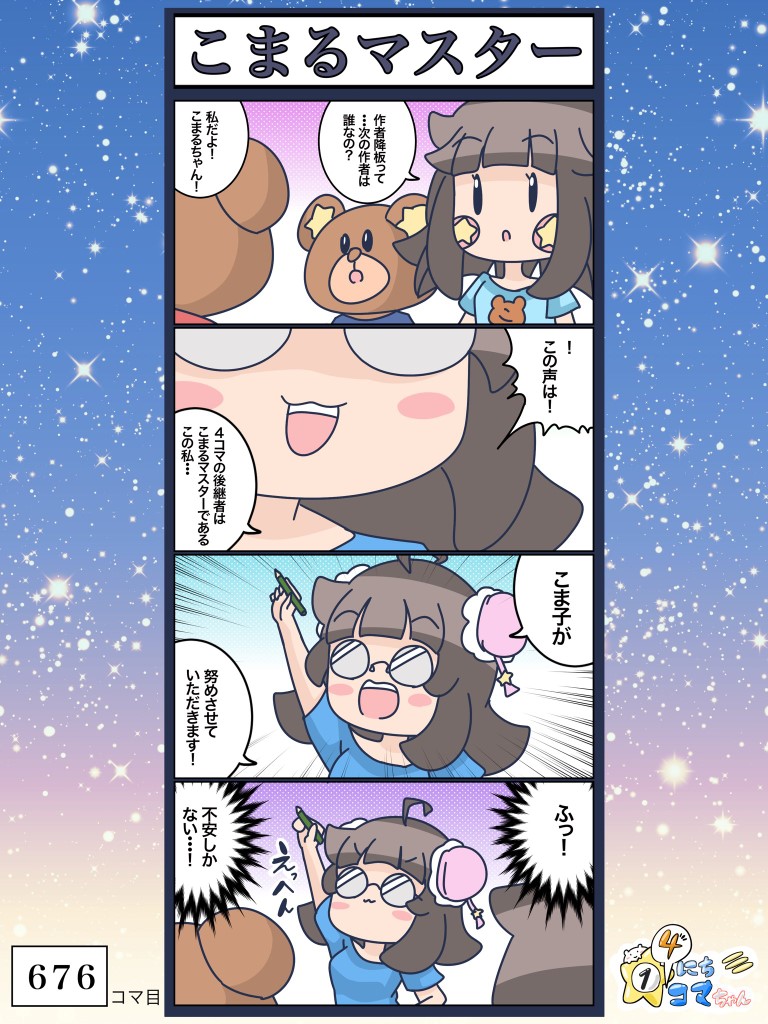 こまるマスター
作者降板って
…次の作者は
誰なの？
私だよ！
こまるちゃん！
！
この声は！
４コマの後継者は
こまるマスターである
この私…
こま子が
努めさせて
いただきます！
ふっ！
えっへん
不安しか
ない…！
676
コマ目
1
4
にち
コマ
ちゃん